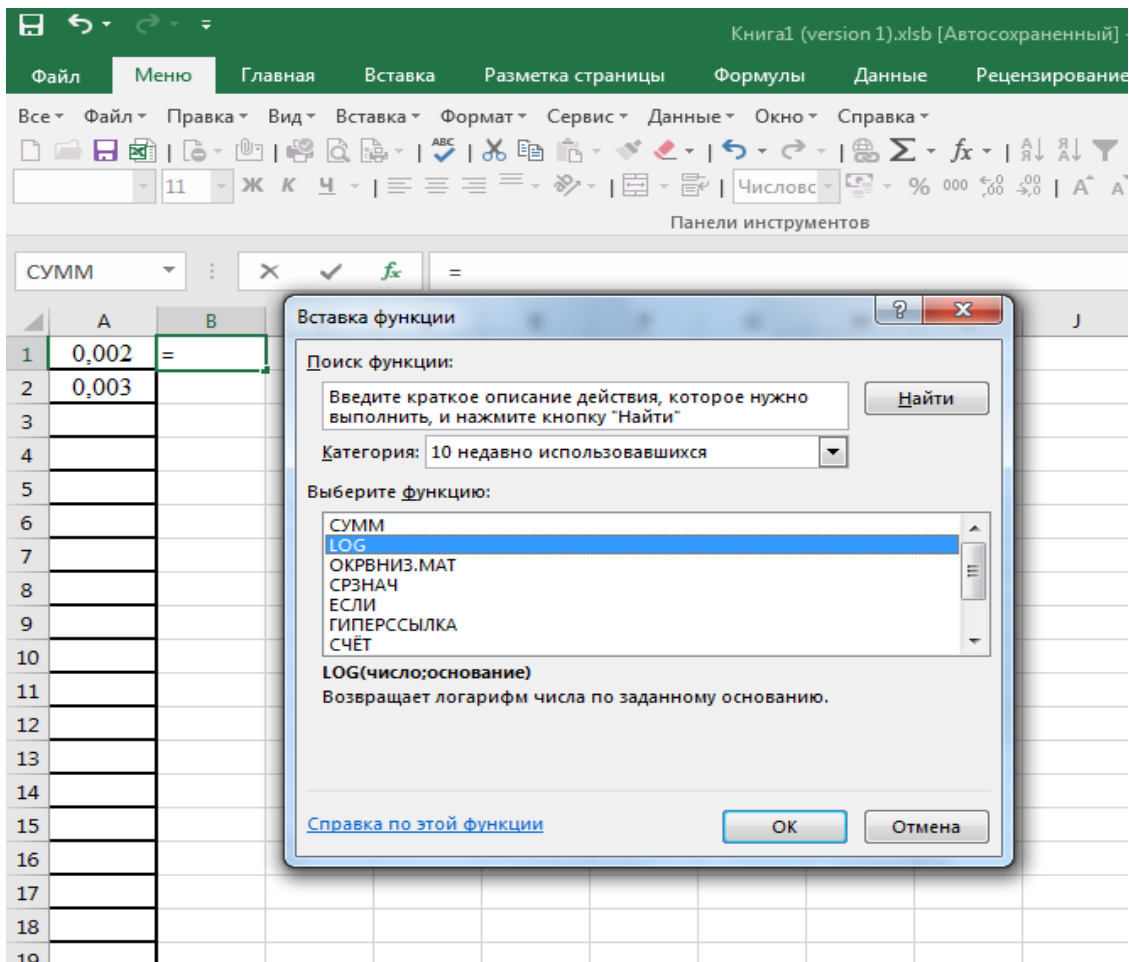 Книга1 (version 1).xlsb [Автосохраненный] -
Файл Меню Главная Вставка Разметка страницы Формулы Данные Рецензирование
Все Файл Правка Вид Вставка Формат Сервис Данные Окно Справка
ABC fx
11 Ж К Ч Числовс % 000
Панели инструментов
СУММ fx =
A B J
1 0,002 =
2 0,003
3
4
5
6
7
8
9
10
11
12
13
14
15
16
17
18
19
Вставка функции
Поиск функции:
Введите краткое описание действия, которое нужно
выполнить, и нажмите кнопку "Найти"
Найти
Категория: 10 недавно использовавшихся
Выберите функцию:
СУММ
LOG
ОКРВНИЗ.МАТ
СРЗНАЧ
ЕСЛИ
ГИПЕРССЫЛКА
СЧЁТ
LOG(число;основание)
Возвращает логарифм числа по заданному основанию.
Справка по этой функции
ОК Отмена